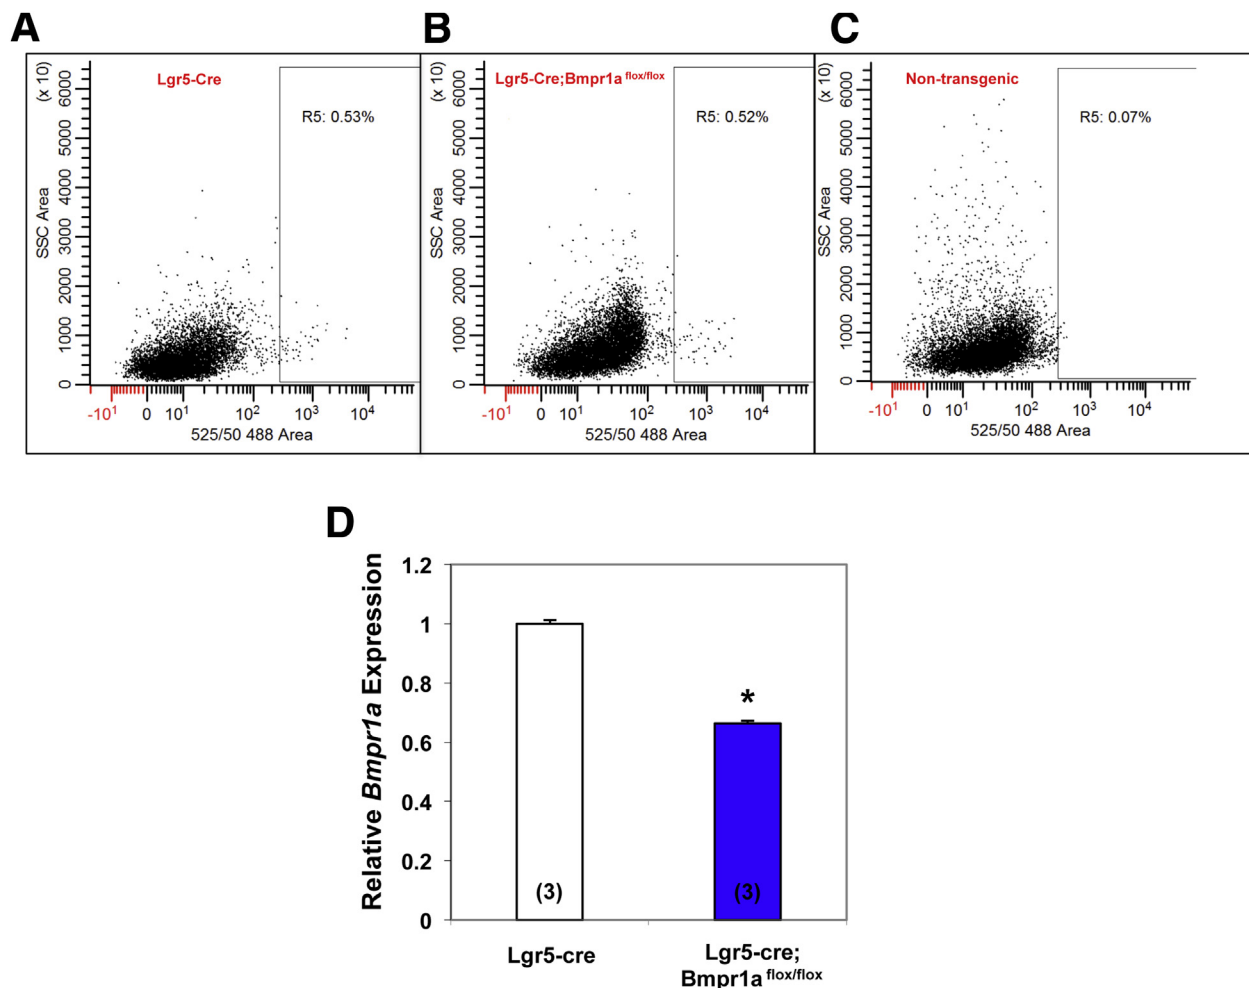 A
B
C
Lgr5-Cre
R5: 0.53%
SSC Area
(x 10)
6000
5000
4000
3000
2000
1000
0
-10¹
0
10¹
10²
10³
10⁴
525/50 488 Area
Lgr5-Cre;Bmpr1a flox/flox
R5: 0.52%
SSC Area
(x 10)
6000
5000
4000
3000
2000
1000
0
-10¹
0
10¹
10²
10³
10⁴
525/50 488 Area
Non-transgenic
R5: 0.07%
SSC Area
(x 10)
6000
5000
4000
3000
2000
1000
0
-10¹
0
10¹
10²
10³
10⁴
525/50 488 Area
D
Relative Bmpr1a Expression
1.2
1
0.8
0.6
0.4
0.2
0
*
(3)
(3)
Lgr5-cre
Lgr5-cre;
Bmpr1a flox/flox